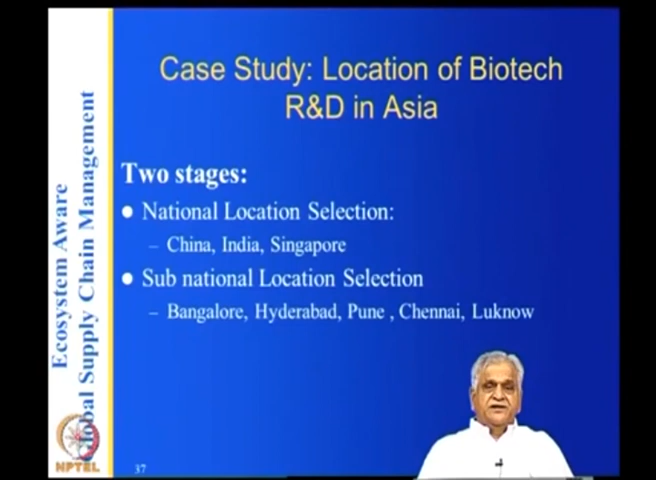 Case Study: Location of Biotech
R&D in Asia
Two stages:
● National Location Selection:
– China, India, Singapore
● Sub national Location Selection
– Bangalore, Hyderabad, Pune , Chennai, Luknow
Ecosystem Aware
Global Supply Chain Management
NPTEL
37